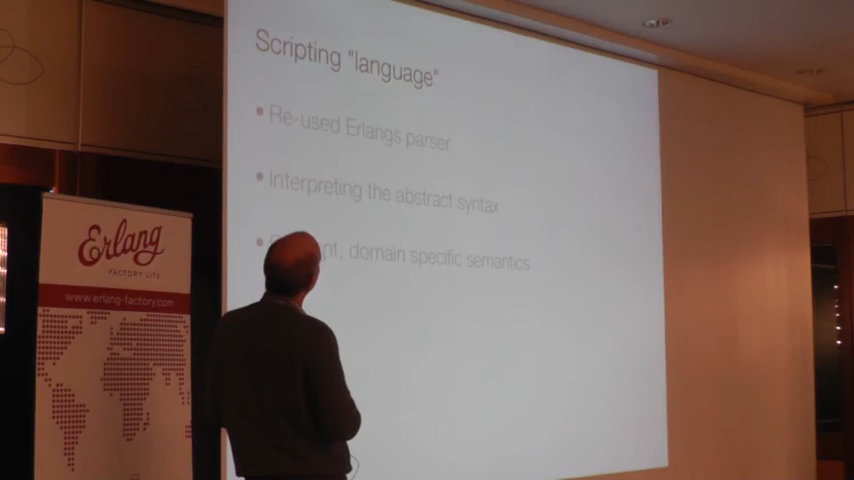 Scripting "language"
• Re-used Erlangs parser
• Interpreting the abstract syntax
• nt, domain specific semantics
Erlang
FACTORY LITE
www.erlang-factory.com